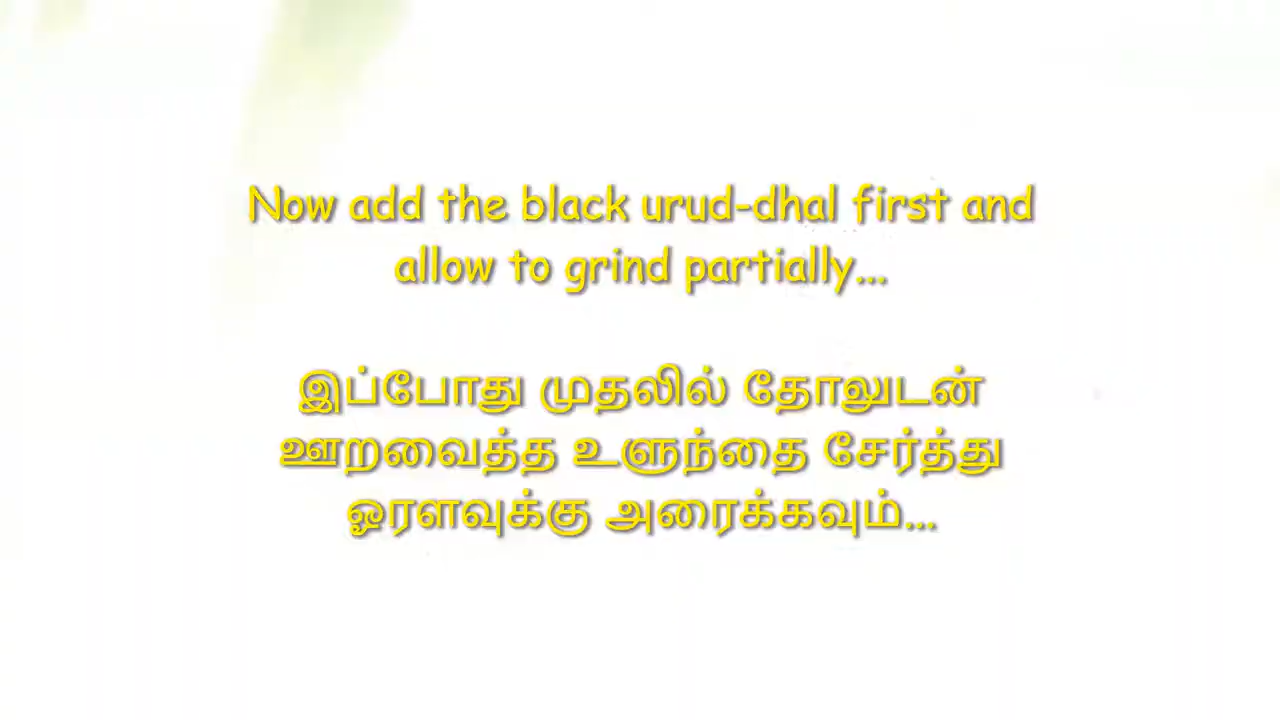 Now add the black urud-dhal first and
allow to grind partially...
இப்போது முதலில் தோலுடன்
ஊறவைத்த உளுந்தை சேர்த்து
ஓரளவுக்கு அரைக்கவும்...